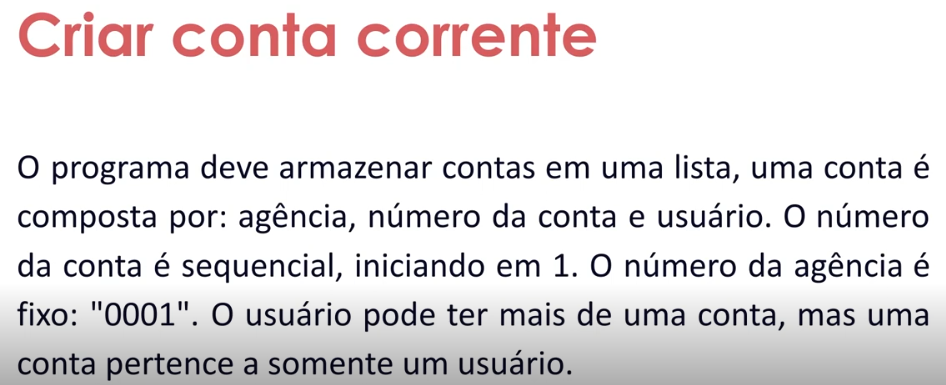 Criar conta corrente
O programa deve armazenar contas em uma lista, uma conta é
composta por: agência, número da conta e usuário. O número
da conta é sequencial, iniciando em 1. O número da agência é
fixo: "0001". O usuário pode ter mais de uma conta, mas uma
conta pertence a somente um usuário.